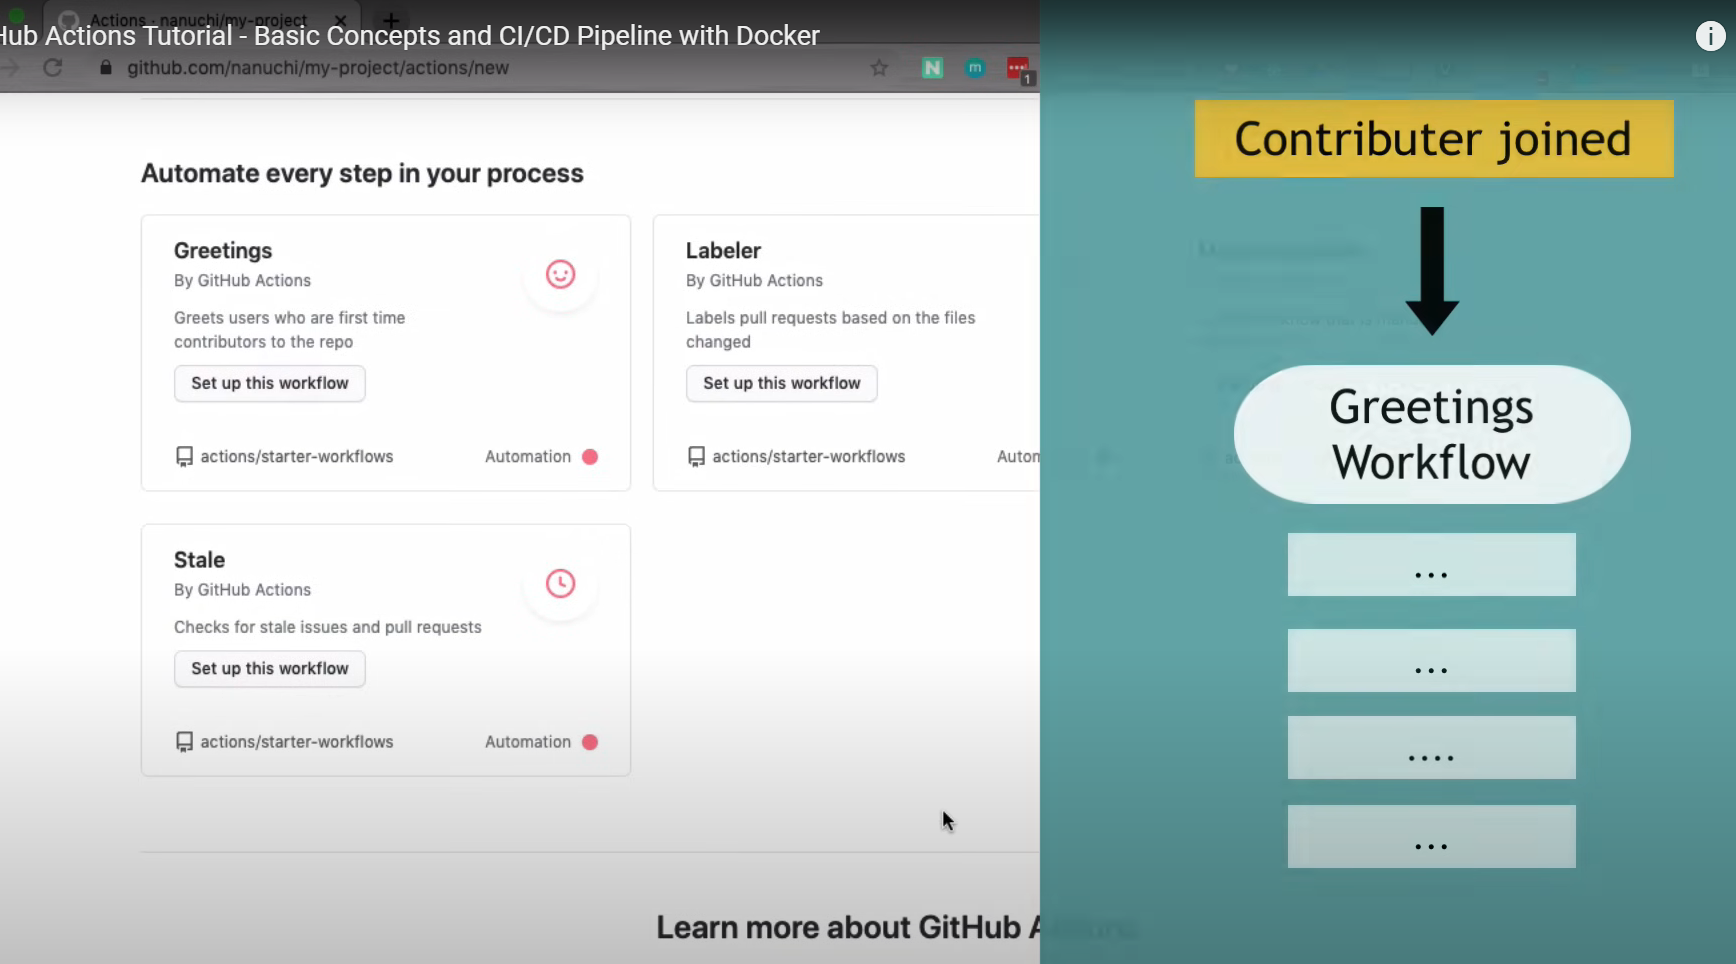 Actions · nanuchi/my-project
Hub Actions Tutorial - Basic Concepts and CI/CD Pipeline with Docker
github.com/nanuchi/my-project/actions/new
N
m
1
i
Automate every step in your process
Greetings
By GitHub Actions
Greets users who are first time
contributors to the repo
Set up this workflow
actions/starter-workflows
Automation
Labeler
By GitHub Actions
Labels pull requests based on the files
changed
Set up this workflow
actions/starter-workflows
Autom
Stale
By GitHub Actions
Checks for stale issues and pull requests
Set up this workflow
actions/starter-workflows
Automation
Learn more about GitHub A
Contributer joined
Greetings
Workflow
...
...
....
...